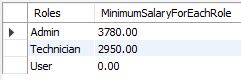 Roles MinimumSalaryForEachRole
Admin 3780.00
Technician 2950.00
User 0.00